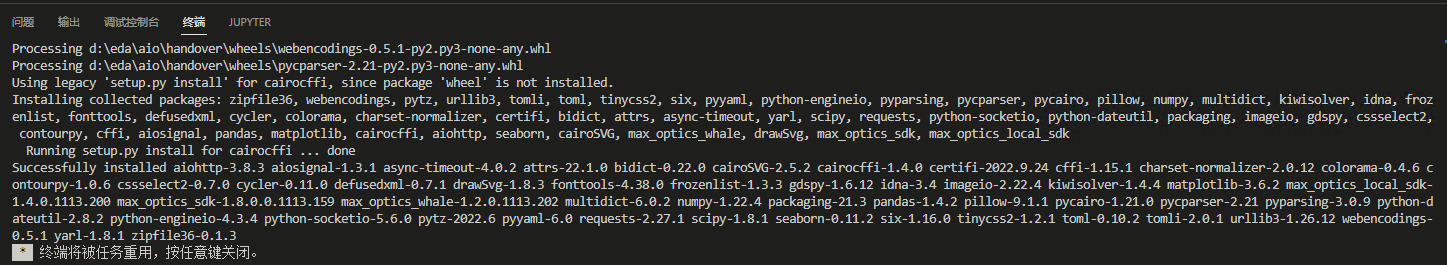 问题 输出 调试控制台 终端 JUPYTER
Processing d:\eda\aio\handover\wheels\webencodings-0.5.1-py2.py3-none-any.whl
Processing d:\eda\aio\handover\wheels\pycparser-2.21-py2.py3-none-any.whl
Using legacy 'setup.py install' for cairocffi, since package 'wheel' is not installed.
Installing collected packages: zipfile36, webencodings, pytz, urllib3, tomli, toml, tinycss2, six, pyyaml, python-engineio, pyparsing, pycparser, pycairo, pillow, numpy, multidict, kiwisolver, idna, froz
enlist, fonttools, defusedxml, cycler, colorama, charset-normalizer, certifi, bidict, attrs, async-timeout, yarl, scipy, requests, python-socketio, python-dateutil, packaging, imageio, gdspy, cssselect2,
contourpy, cffi, aiosignal, pandas, matplotlib, cairocffi, aiohttp, seaborn, cairoSVG, max_optics_whale, drawSvg, max_optics_sdk, max_optics_local_sdk
Running setup.py install for cairocffi ... done
Successfully installed aiohttp-3.8.3 aiosignal-1.3.1 async-timeout-4.0.2 attrs-22.1.0 bidict-0.22.0 cairoSVG-2.5.2 cairocffi-1.4.0 certifi-2022.9.24 cffi-1.15.1 charset-normalizer-2.0.12 colorama-0.4.6 c
ontourpy-1.0.6 cssselect2-0.7.0 cycler-0.11.0 defusedxml-0.7.1 drawSvg-1.8.3 fonttools-4.38.0 frozenlist-1.3.3 gdspy-1.6.12 idna-3.4 imageio-2.22.4 kiwisolver-1.4.4 matplotlib-3.6.2 max_optics_local_sdk-
1.4.0.1113.200 max_optics_sdk-1.8.0.0.1113.159 max_optics_whale-1.2.0.1113.202 multidict-6.0.2 numpy-1.22.4 packaging-21.3 pandas-1.4.2 pillow-9.1.1 pycairo-1.21.0 pycparser-2.21 pyparsing-3.0.9 python-d
ateutil-2.8.2 python-engineio-4.3.4 python-socketio-5.6.0 pytz-2022.6 pyyaml-6.0 requests-2.27.1 scipy-1.8.1 seaborn-0.11.2 six-1.16.0 tinycss2-1.2.1 toml-0.10.2 tomli-2.0.1 urllib3-1.26.12 webencodings-
0.5.1 yarl-1.8.1 zipfile36-0.1.3
* 终端将被任务重用，按任意键关闭。